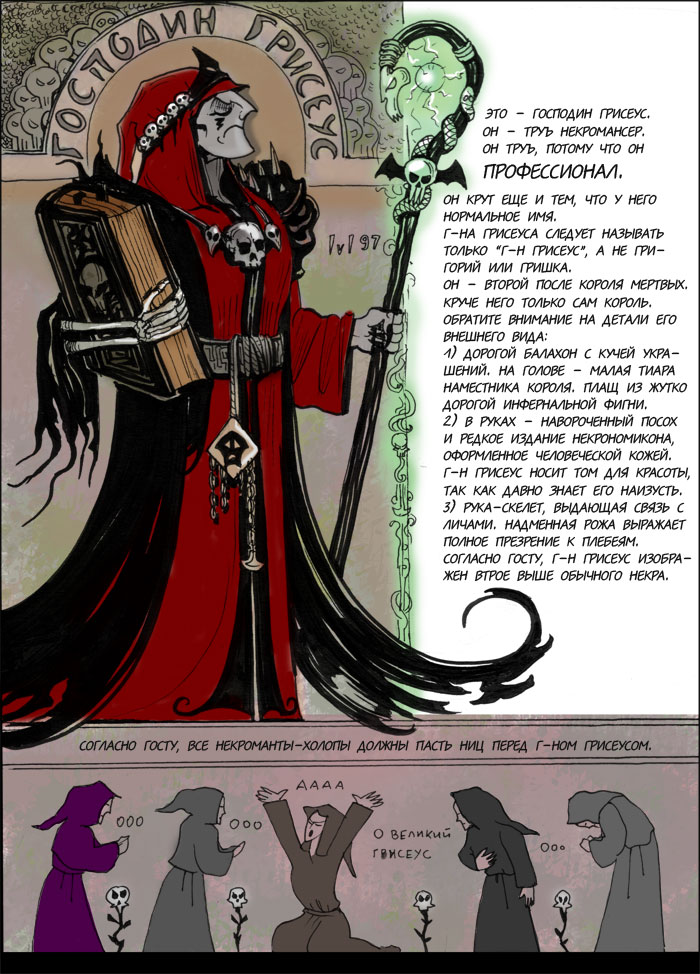 ГОСПОДИН ГРИСЕУС
ЭТО - ГОСПОДИН ГРИСЕУС.
ОН - ТРУЪ НЕКРОМАНСЕР.
ОН ТРУЪ, ПОТОМУ ЧТО ОН
ПРОФЕССИОНАЛ.
ОН КРУТ ЕЩЕ И ТЕМ, ЧТО У НЕГО
НОРМАЛЬНОЕ ИМЯ.
Г-НА ГРИСЕУСА СЛЕДУЕТ НАЗЫВАТЬ
ТОЛЬКО "Г-Н ГРИСЕУС", А НЕ ГРИ-
ГОРИЙ ИЛИ ГРИШКА.
ОН - ВТОРОЙ ПОСЛЕ КОРОЛЯ МЕРТВЫХ.
КРУЧЕ НЕГО ТОЛЬКО САМ КОРОЛЬ.
ОБРАТИТЕ ВНИМАНИЕ НА ДЕТАЛИ ЕГО
ВНЕШНЕГО ВИДА:
1) ДОРОГОЙ БАЛАХОН С КУЧЕЙ УКРА-
ШЕНИЙ. НА ГОЛОВЕ - МАЛАЯ ТИАРА
НАМЕСТНИКА КОРОЛЯ. ПЛАЩ ИЗ ЖУТКО
ДОРОГОЙ ИНФЕРНАЛЬНОЙ ФИГНИ.
2) В РУКАХ - НАВОРОЧЕННЫЙ ПОСОХ
И РЕДКОЕ ИЗДАНИЕ НЕКРОНОМИКОНА,
ОФОРМЛЕННОЕ ЧЕЛОВЕЧЕСКОЙ КОЖЕЙ.
Г-Н ГРИСЕУС НОСИТ ТОМ ДЛЯ КРАСОТЫ,
ТАК КАК ДАВНО ЗНАЕТ ЕГО НАИЗУСТЬ.
3) РУКА-СКЕЛЕТ, ВЫДАЮЩАЯ СВЯЗЬ С
ЛИЧАМИ. НАДМЕННАЯ РОЖА ВЫРАЖАЕТ
ПОЛНОЕ ПРЕЗРЕНИЕ К ПЛЕБЕЯМ.
СОГЛАСНО ГОСТУ, Г-Н ГРИСЕУС ИЗОБРА-
ЖЕН ВТРОЕ ВЫШЕ ОБЫЧНОГО НЕКРА.
СОГЛАСНО ГОСТУ, ВСЕ НЕКРОМАНТЫ-ХОЛОПЫ ДОЛЖНЫ ПАСТЬ НИЦ ПЕРЕД Г-НОМ ГРИСЕУСОМ.
ООО
ООО
АААА
О ВЕЛИКИЙ
ГРИСЕУС
ООО